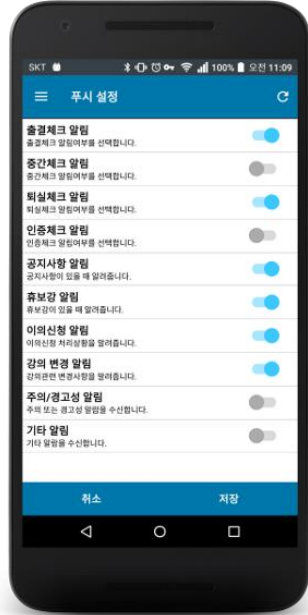 SKT 100% 오전 11:09
푸시 설정
출결체크 알림
출결체크 알림여부를 선택합니다.
중간체크 알림
중간체크 알림여부를 선택합니다.
퇴실체크 알림
퇴실체크 알림여부를 선택합니다.
인증체크 알림
인증체크 알림여부를 선택합니다.
공지사항 알림
공지사항이 있을 때 알려줍니다.
휴보강 알림
휴보강이 있을 때 알려줍니다.
이의신청 알림
이의신청 처리상황을 알려줍니다.
강의 변경 알림
강의관련 변경사항을 알려줍니다.
주의/경고성 알림
주의 또는 경고성 알람을 수신합니다.
기타 알림
기타 알람을 수신합니다.
취소 저장